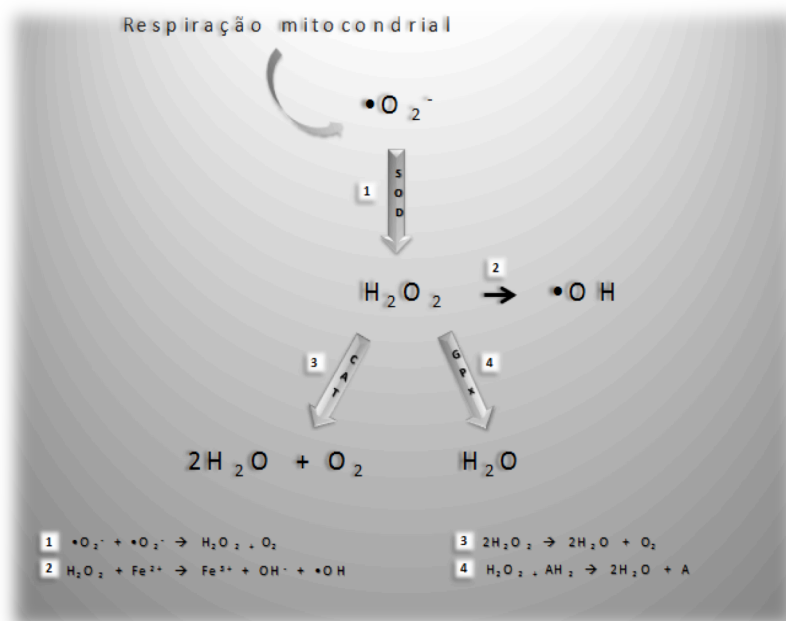 Respiração mitocondrial
•O₂⁻
1
SOD
H₂O₂
2
•OH
3
CAT
GPx
4
2H₂O + O₂
H₂O
1 •O₂⁻ + •O₂⁻ → H₂O₂ + O₂
2 H₂O₂ + Fe²⁺ → Fe³⁺ + OH⁻ + •OH
3 2H₂O₂ → 2H₂O + O₂
4 H₂O₂ + AH₂ → 2H₂O + A